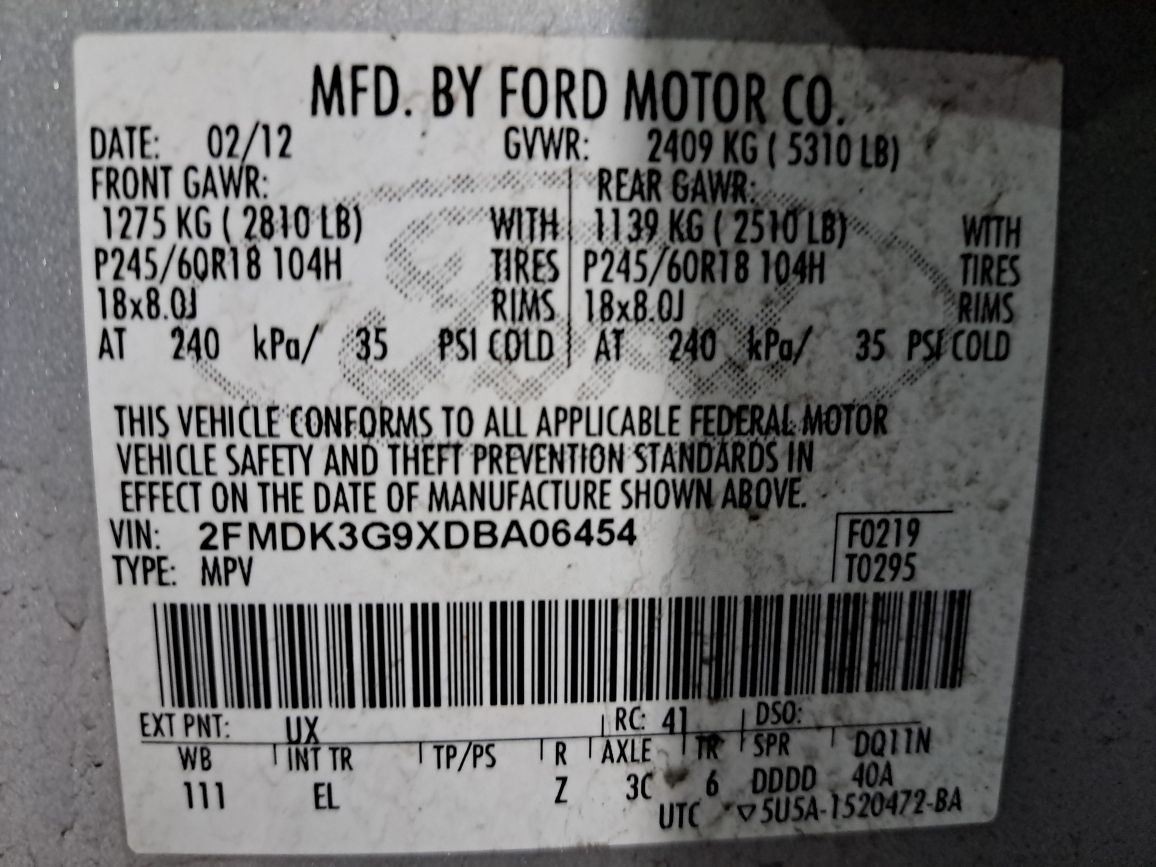 MFD. BY FORD MOTOR CO.
DATE: 02/12 GVWR: 2409 KG ( 5310 LB)
FRONT GAWR: REAR GAWR:
1275 KG ( 2810 LB) WITH 1139 KG ( 2510 LB) WITH
P245/60R18 104H TIRES P245/60R18 104H TIRES
18x8.0J RIMS 18x8.0J RIMS
AT 240 kPa/ 35 PSI COLD AT 240 kPa/ 35 PSI COLD
THIS VEHICLE CONFORMS TO ALL APPLICABLE FEDERAL MOTOR
VEHICLE SAFETY AND THEFT PREVENTION STANDARDS IN
EFFECT ON THE DATE OF MANUFACTURE SHOWN ABOVE.
VIN: 2FMDK3G9XDBA06454 F0219
TYPE: MPV T0295
EXT PNT: UX RC: 41 DSO:
WB INT TR TP/PS R AXLE TR SPR DQ11N
111 EL Z 3C 6 DDDD 40A
UTC ▽5U5A-1520472-BA